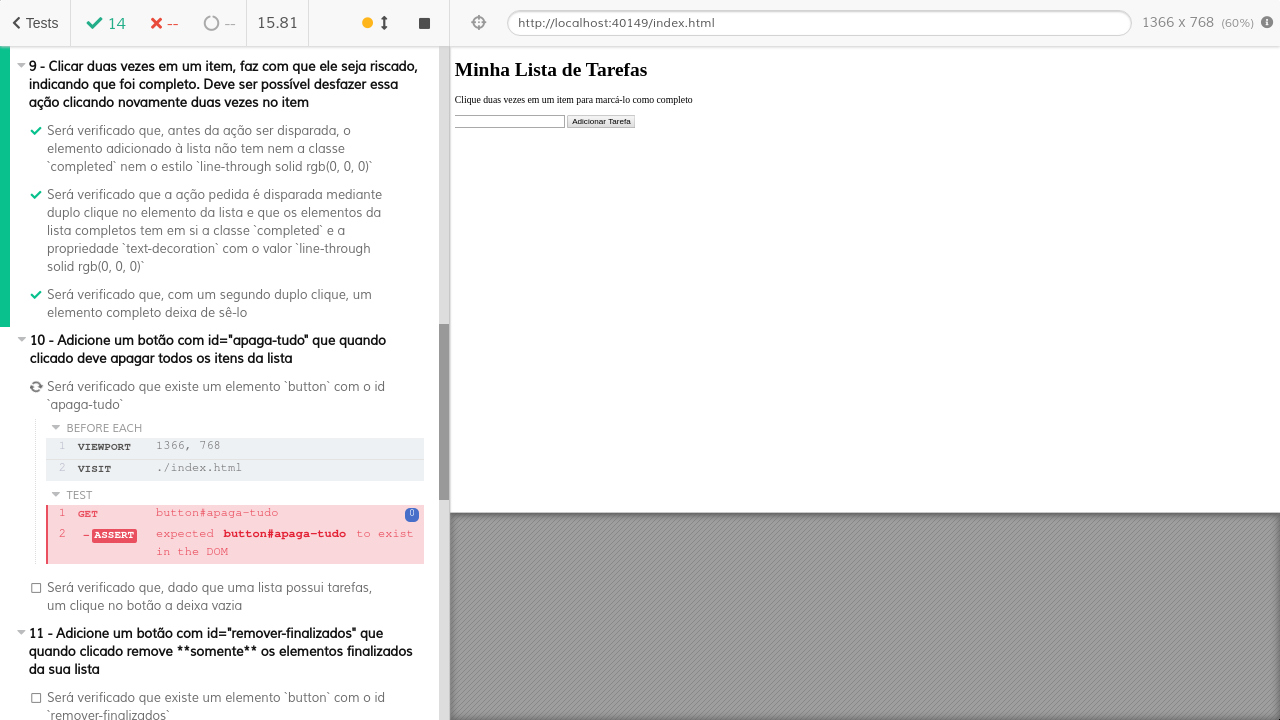 Tests
14
--
--
15.81
http://localhost:40149/index.html
1366 x 768 (60%)
9 - Clicar duas vezes em um item, faz com que ele seja riscado,
indicando que foi completo. Deve ser possível desfazer essa
ação clicando novamente duas vezes no item
Será verificado que, antes da ação ser disparada, o
elemento adicionado à lista não tem nem a classe
`completed` nem o estilo `line-through solid rgb(0, 0, 0)`
Será verificado que a ação pedida é disparada mediante
duplo clique no elemento da lista e que os elementos da
lista completos tem em si a classe `completed` e a
propriedade `text-decoration` com o valor `line-through
solid rgb(0, 0, 0)`
Será verificado que, com um segundo duplo clique, um
elemento completo deixa de sê-lo
10 - Adicione um botão com id="apaga-tudo" que quando
clicado deve apagar todos os itens da lista
Será verificado que existe um elemento `button` com o id
`apaga-tudo`
BEFORE EACH
1 VIEWPORT 1366, 768
2 VISIT ./index.html
TEST
1 GET button#apaga-tudo 0
2 -ASSERT expected button#apaga-tudo to exist
in the DOM
Será verificado que, dado que uma lista possui tarefas,
um clique no botão a deixa vazia
11 - Adicione um botão com id="remover-finalizados" que
quando clicado remove **somente** os elementos finalizados
da sua lista
Será verificado que existe um elemento `button` com o id
`remover-finalizados`
Minha Lista de Tarefas
Clique duas vezes em um item para marcá-lo como completo
Adicionar Tarefa